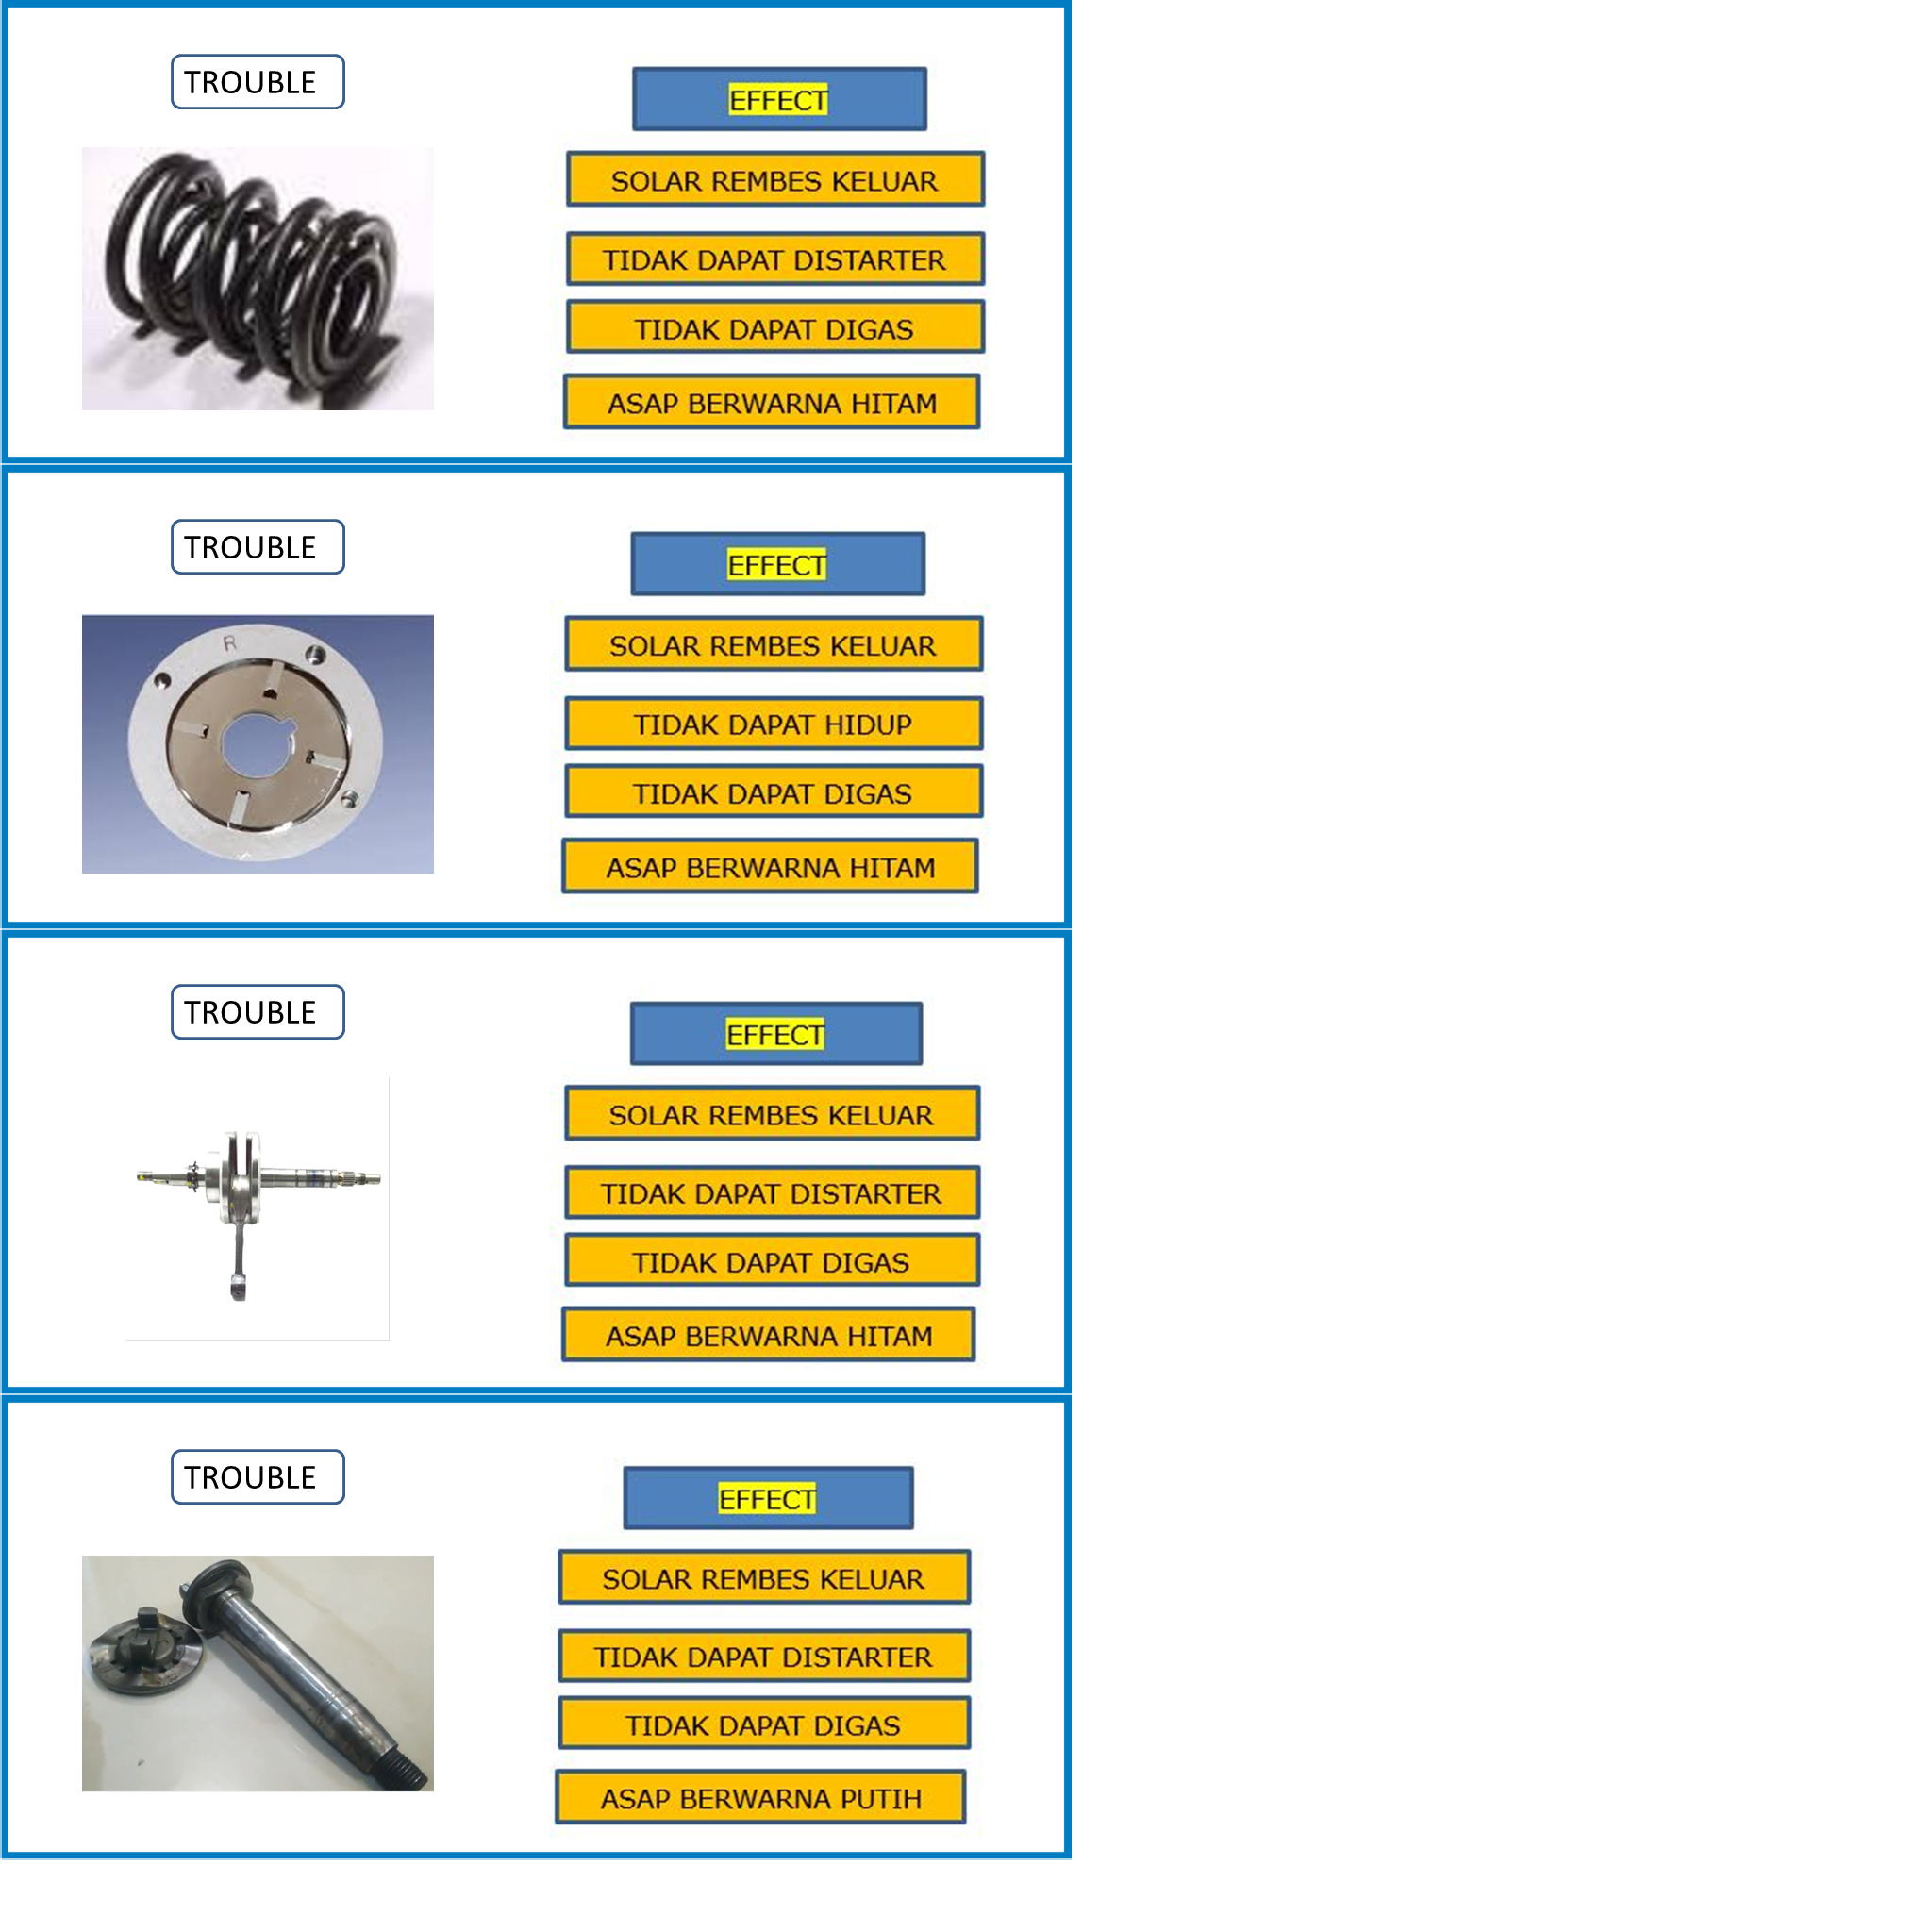 TROUBLE
EFFECT
SOLAR REMBES KELUAR
TIDAK DAPAT DISTARTER
TIDAK DAPAT DIGAS
ASAP BERWARNA HITAM
TROUBLE
R
EFFECT
SOLAR REMBES KELUAR
TIDAK DAPAT HIDUP
TIDAK DAPAT DIGAS
ASAP BERWARNA HITAM
TROUBLE
EFFECT
SOLAR REMBES KELUAR
TIDAK DAPAT DISTARTER
TIDAK DAPAT DIGAS
ASAP BERWARNA HITAM
TROUBLE
EFFECT
SOLAR REMBES KELUAR
TIDAK DAPAT DISTARTER
TIDAK DAPAT DIGAS
ASAP BERWARNA PUTIH